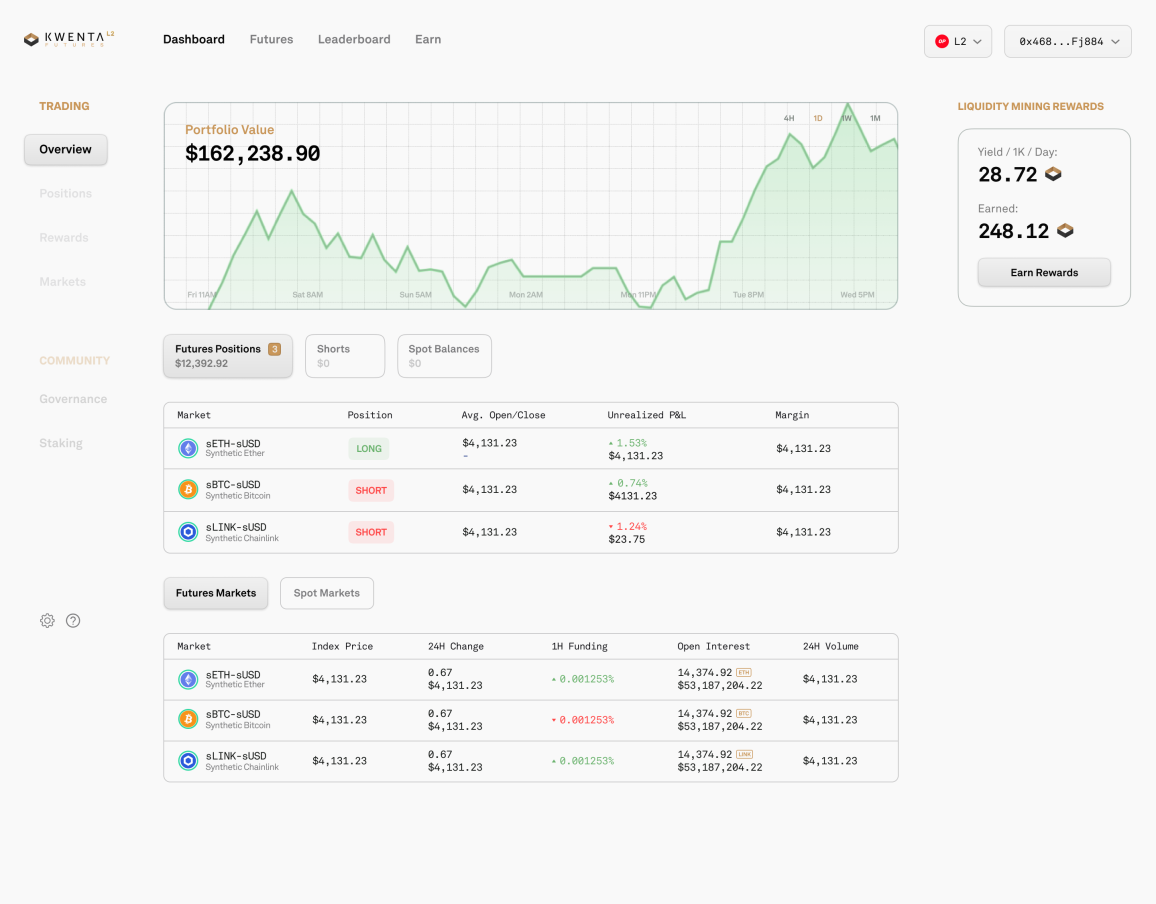 KWENTA L2
FUTURES
Dashboard Futures Leaderboard Earn
OP L2
0x468...Fj884
TRADING
Overview
Positions
Rewards
Markets
COMMUNITY
Governance
Staking
Portfolio Value
$162,238.90
4H 1D 1W 1M
Fri 11AM Sat 8AM Sun 5AM Mon 2AM Mon 11PM Tue 8PM Wed 5PM
LIQUIDITY MINING REWARDS
Yield / 1K / Day:
28.72
Earned:
248.12
Earn Rewards
Futures Positions 3
$12,392.92
Shorts
$0
Spot Balances
$0
Market Position Avg. Open/Close Unrealized P&L Margin
sETH-sUSD
Synthetic Ether
LONG
$4,131.23
-
1.53%
$4,131.23
$4,131.23
sBTC-sUSD
Synthetic Bitcoin
SHORT
$4,131.23
0.74%
$4131.23
$4,131.23
sLINK-sUSD
Synthetic Chainlink
SHORT
$4,131.23
1.24%
$23.75
$4,131.23
Futures Markets
Spot Markets
Market Index Price 24H Change 1H Funding Open Interest 24H Volume
sETH-sUSD
Synthetic Ether
$4,131.23
0.67
$4,131.23
0.001253%
14,374.92 ETH
$53,187,204.22
$4,131.23
sBTC-sUSD
Synthetic Bitcoin
$4,131.23
0.67
$4,131.23
0.001253%
14,374.92 BTC
$53,187,204.22
$4,131.23
sLINK-sUSD
Synthetic Chainlink
$4,131.23
0.67
$4,131.23
0.001253%
14,374.92 LINK
$53,187,204.22
$4,131.23